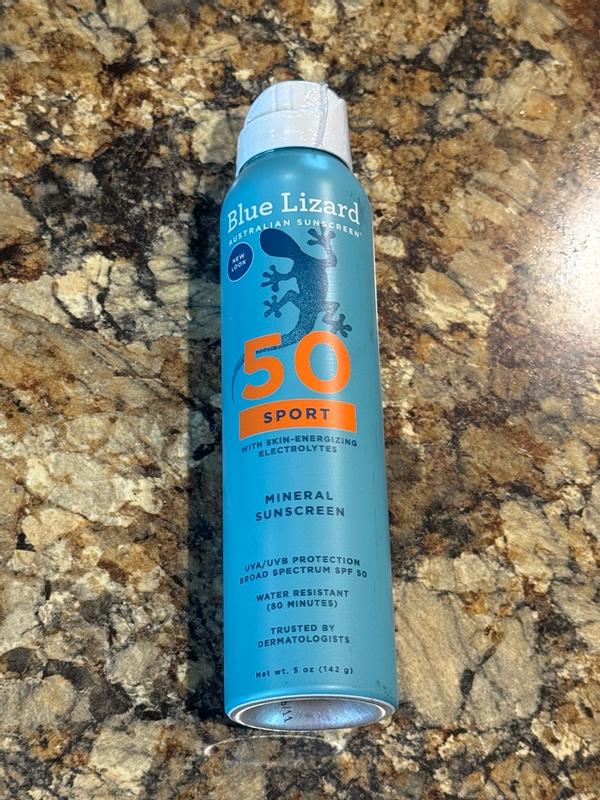 Blue Lizard
AUSTRALIAN SUNSCREEN
NEW
LOOK
50
SPORT
WITH SKIN-ENERGIZING
ELECTROLYTES
MINERAL
SUNSCREEN
UVA/UVB PROTECTION
BROAD SPECTRUM SPF 50
WATER RESISTANT
(80 MINUTES)
TRUSTED BY
DERMATOLOGISTS
Net wt. 5 oz (142 g)